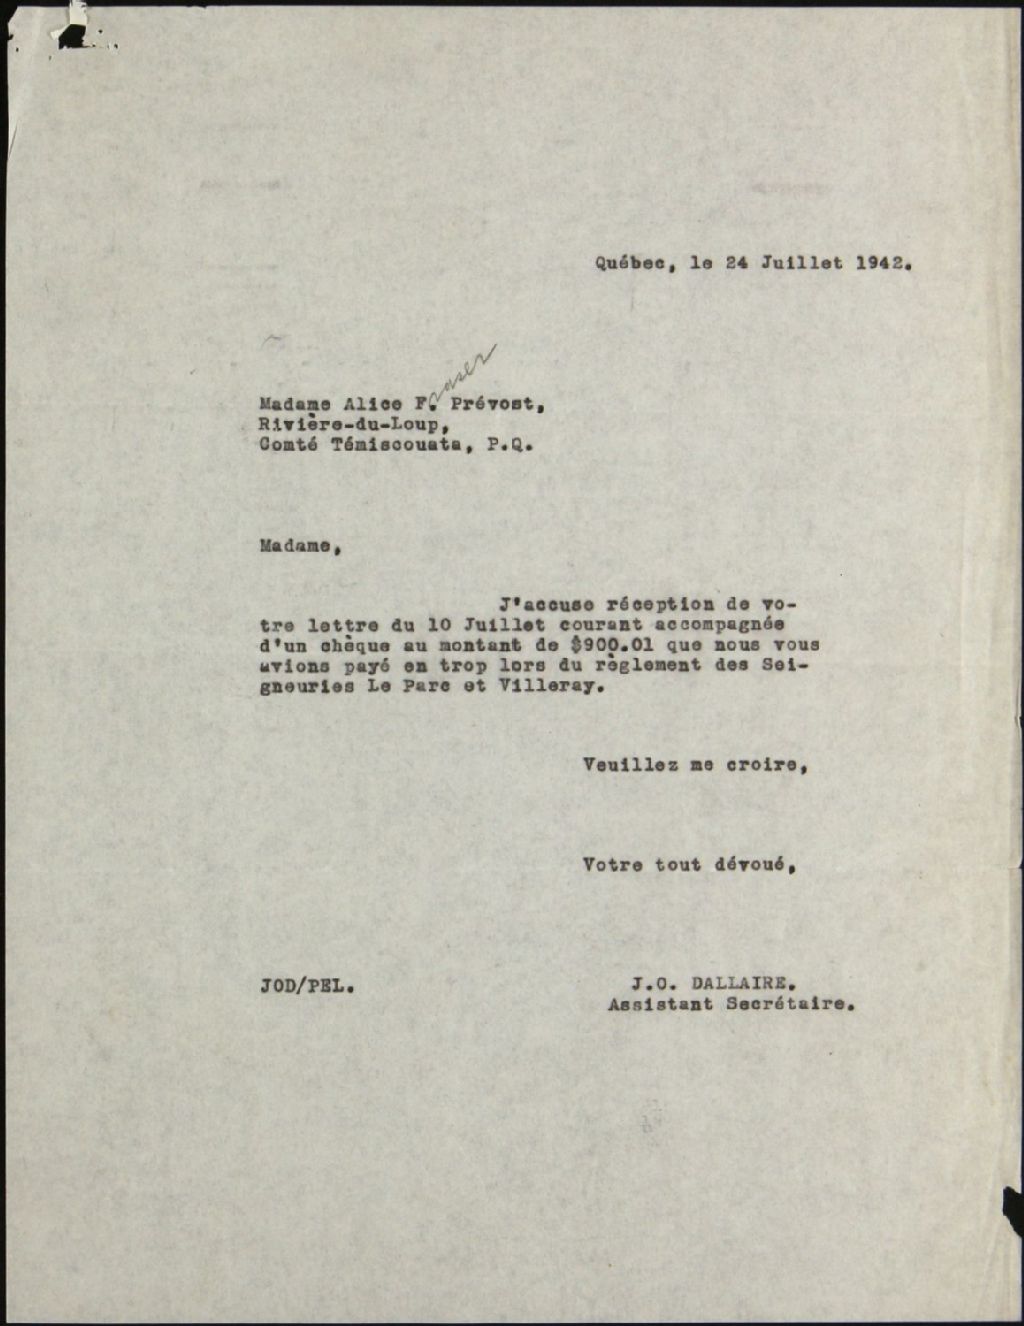 Québec, le 24 Juillet 1942.
raser
Madame Alice F. Prévost,
Rivière-du-Loup,
Comté Témiscouata, P.Q.
Madame,
J'accuse réception de vo-
tre lettre du 10 Juillet courant accompagnée
d'un chèque au montant de $900.01 que nous vous
avions payé en trop lors du règlement des Sei-
gneuries Le Parc et Villeray.
Veuillez me croire,
Votre tout dévoué,
JOD/PEL.
J.O. DALLAIRE.
Assistant Secrétaire.